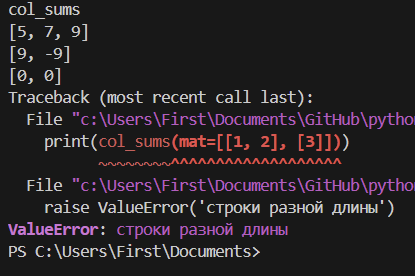 col_sums
[5, 7, 9]
[9, -9]
[0, 0]
Traceback (most recent call last):
  File "c:\Users\First\Documents\GitHub\pytho
    print(col_sums(mat=[[1, 2], [3]]))
          ~~~~~~~~^^^^^^^^^^^^^^^^^^^
  File "c:\Users\First\Documents\GitHub\pytho
    raise ValueError('строки разной длины')
ValueError: строки разной длины
PS C:\Users\First\Documents>